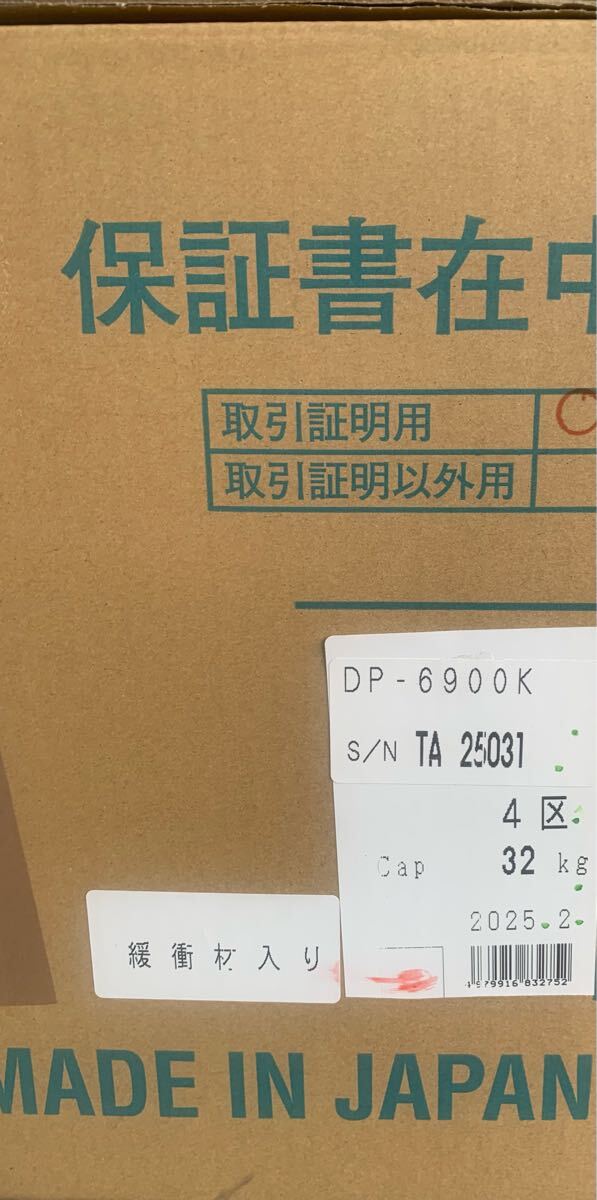 保証書在中
取引証明用
取引証明以外用
DP-6900K
S/N TA 25031
4 区
Cap 32 kg
2025.2.
4979916832752
緩衝材入り
MADE IN JAPAN